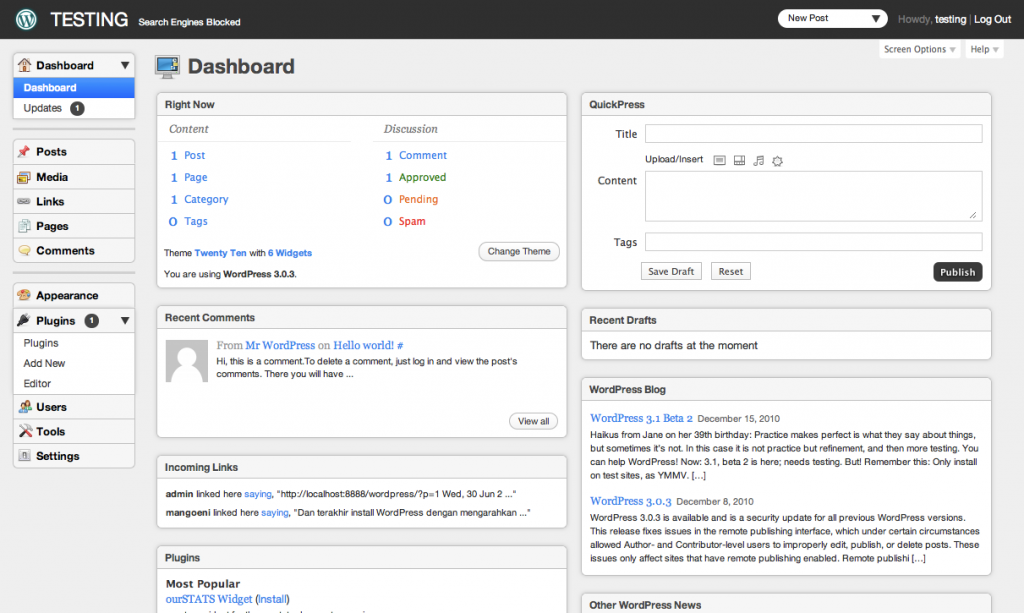 TESTING Search Engines Blocked
New Post
Howdy, testing | Log Out
Screen Options
Help
Dashboard
Dashboard
Updates 1
Posts
Media
Links
Pages
Comments
Appearance
Plugins 1
Plugins
Add New
Editor
Users
Tools
Settings
Dashboard
Right Now
Content
1 Post
1 Page
1 Category
0 Tags
Discussion
1 Comment
1 Approved
0 Pending
0 Spam
Theme Twenty Ten with 6 Widgets
Change Theme
You are using WordPress 3.0.3.
Recent Comments
From Mr WordPress on Hello world! #
Hi, this is a comment.To delete a comment, just log in and view the post's
comments. There you will have ...
View all
Incoming Links
admin linked here saying, "http://localhost:8888/wordpress/?p=1 Wed, 30 Jun 2 ..."
mangoeni linked here saying, "Dan terakhir install WordPress dengan mengarahkan ..."
Plugins
Most Popular
ourSTATS Widget (Install)
QuickPress
Title
Upload/Insert
Content
Tags
Save Draft
Reset
Publish
Recent Drafts
There are no drafts at the moment
WordPress Blog
WordPress 3.1 Beta 2 December 15, 2010
Haikus from Jane on her 39th birthday: Practice makes perfect is what they say about things,
but sometimes it's not. In this case it is not practice but refinement, and then more testing. You
can help WordPress! Now: 3.1, beta 2 is here; needs testing. But! Remember this: Only install
on test sites, as YMMV. [...]
WordPress 3.0.3 December 8, 2010
WordPress 3.0.3 is available and is a security update for all previous WordPress versions.
This release fixes issues in the remote publishing interface, which under certain circumstances
allowed Author- and Contributor-level users to improperly edit, publish, or delete posts. These
issues only affect sites that have remote publishing enabled. Remote publishi [...]
Other WordPress News